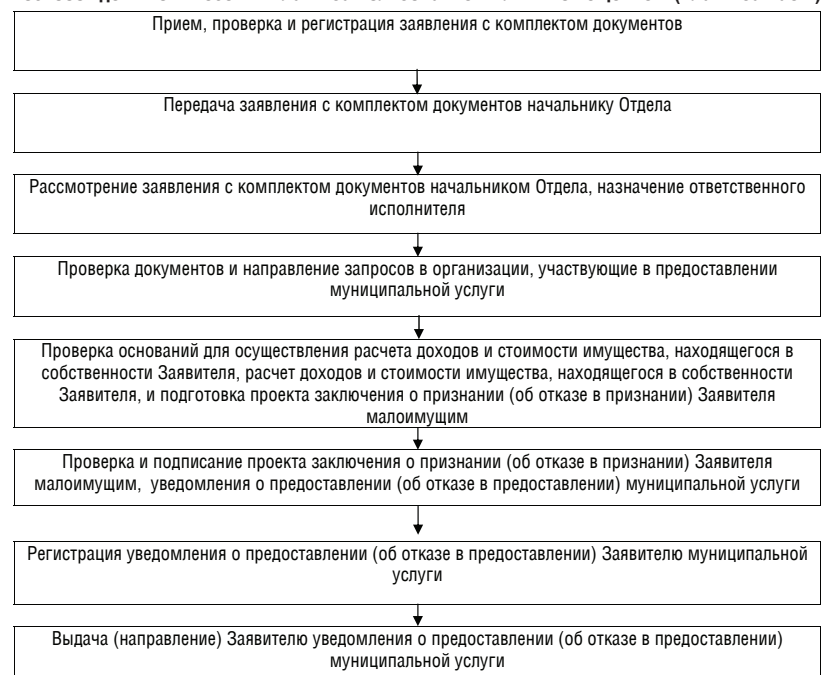 Прием, проверка и регистрация заявления с комплектом документов
Передача заявления с комплектом документов начальнику Отдела
Рассмотрение заявления с комплектом документов начальником Отдела, назначение ответственного
исполнителя
Проверка документов и направление запросов в организации, участвующие в предоставлении
муниципальной услуги
Проверка оснований для осуществления расчета доходов и стоимости имущества, находящегося в
собственности Заявителя, расчет доходов и стоимости имущества, находящегося в собственности
Заявителя, и подготовка проекта заключения о признании (об отказе в признании) Заявителя
малоимущим
Проверка и подписание проекта заключения о признании (об отказе в признании) Заявителя
малоимущим, уведомления о предоставлении (об отказе в предоставлении) муниципальной услуги
Регистрация уведомления о предоставлении (об отказе в предоставлении) Заявителю муниципальной
услуги
Выдача (направление) Заявителю уведомления о предоставлении (об отказе в предоставлении)
муниципальной услуги